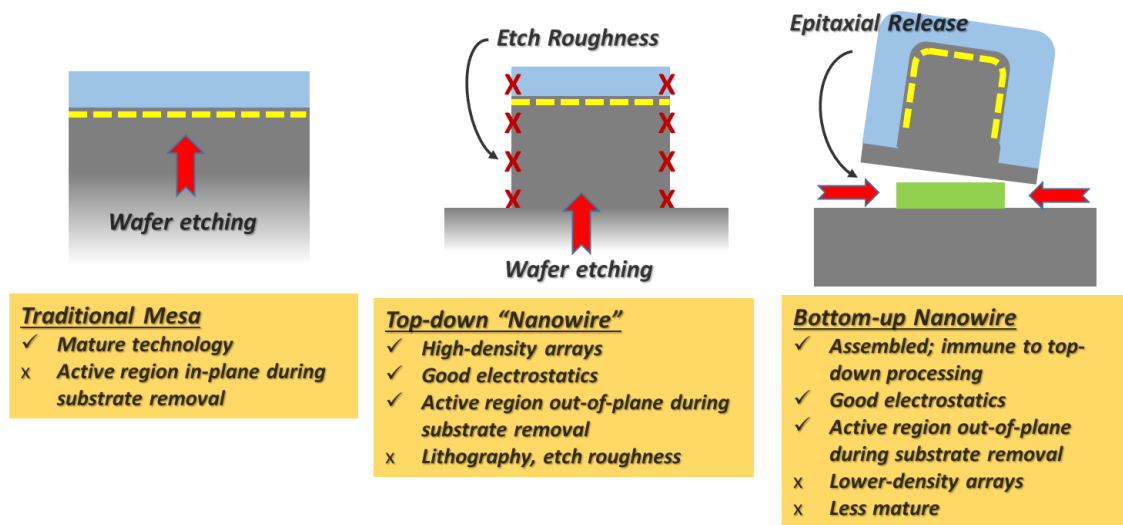 Etch Roughness
Epitaxial Release
Wafer etching
Wafer etching
X
X
X
X
X
X
X
X
Traditional Mesa
✓ Mature technology
x Active region in-plane during
substrate removal
Top-down “Nanowire”
✓ High-density arrays
✓ Good electrostatics
✓ Active region out-of-plane during
substrate removal
x Lithography, etch roughness
Bottom-up Nanowire
✓ Assembled; immune to top-
down processing
✓ Good electrostatics
✓ Active region out-of-plane
during substrate removal
x Lower-density arrays
x Less mature